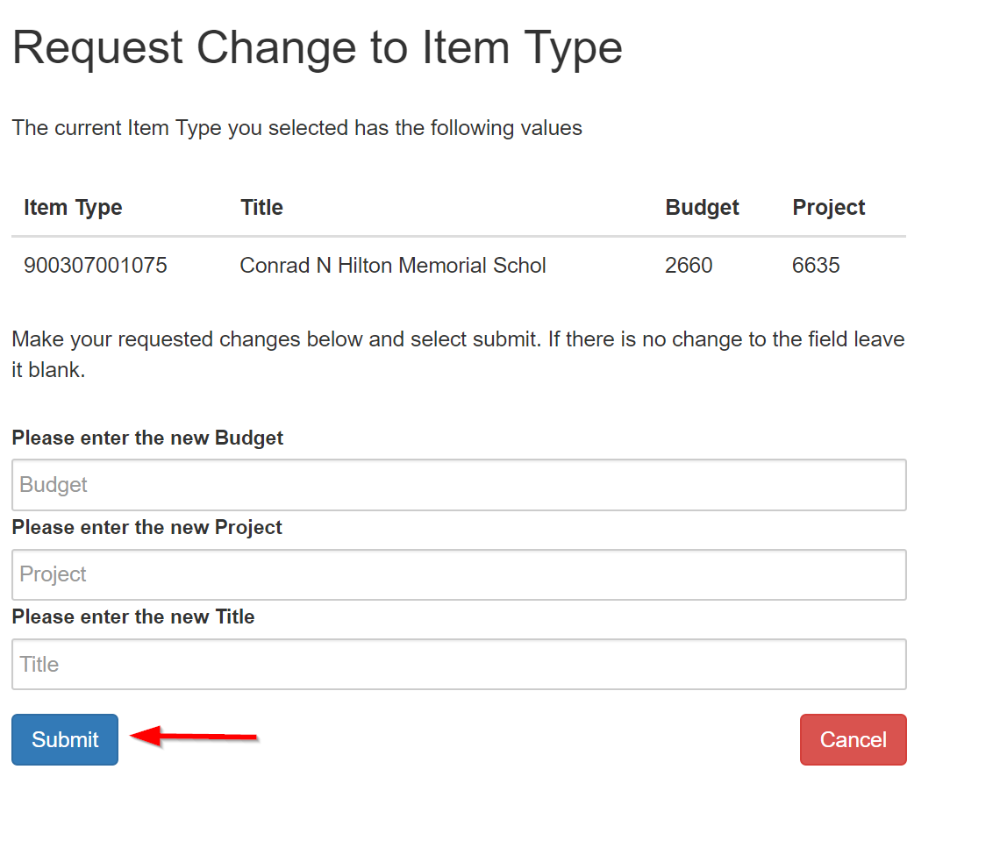 Request Change to Item Type
The current Item Type you selected has the following values
Item Type Title Budget Project
900307001075 Conrad N Hilton Memorial Schol 2660 6635
Make your requested changes below and select submit. If there is no change to the field leave
it blank.
Please enter the new Budget
Budget
Please enter the new Project
Project
Please enter the new Title
Title
Submit Cancel